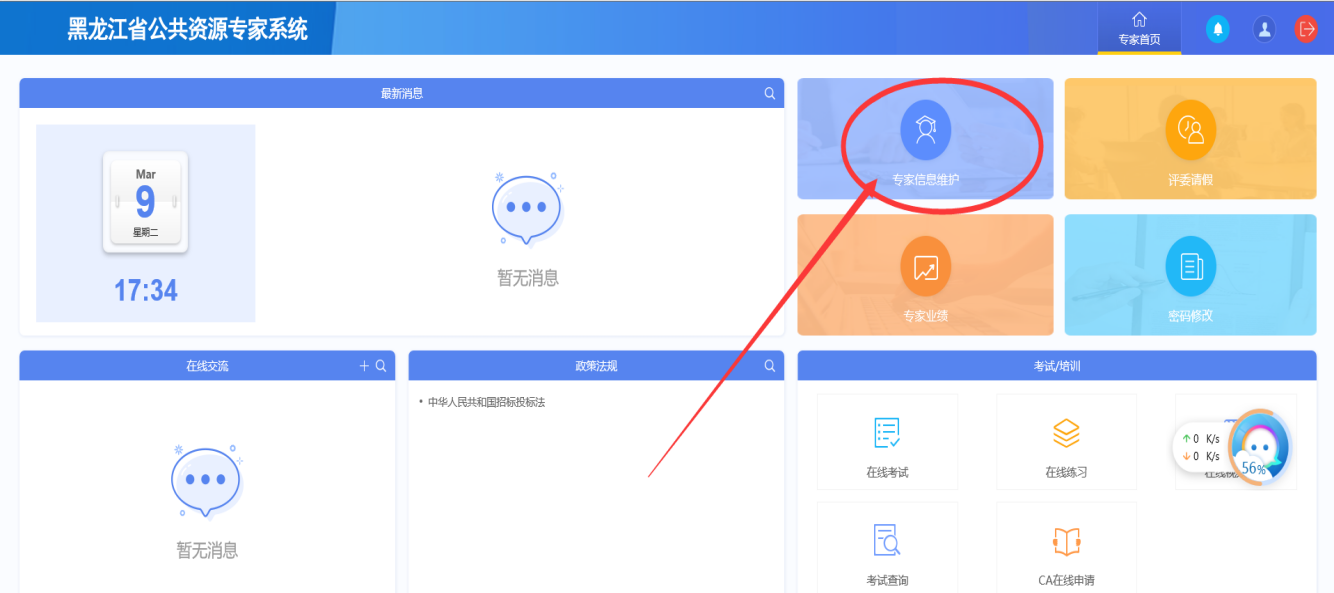 黑龙江省公共资源专家系统
专家首页
最新消息
Mar
9
星期二
17:34
暂无消息
专家信息维护
评委请假
专家业绩
密码修改
在线交流
暂无消息
政策法规
• 中华人民共和国招标投标法
考试/培训
在线考试
在线练习
↑ 0 K/s
↓ 0 K/s
56%
考试查询
CA在线申请